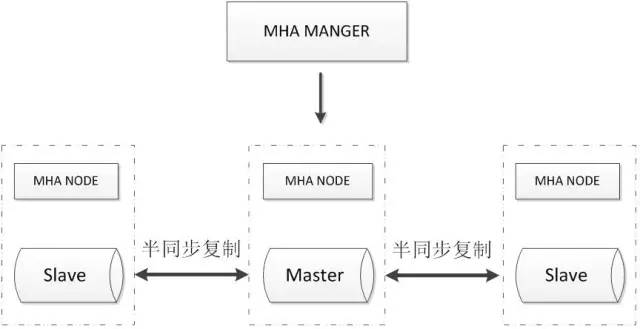 MHA MANGER
MHA NODE
MHA NODE
MHA NODE
半同步复制
半同步复制
Slave
Master
Slave